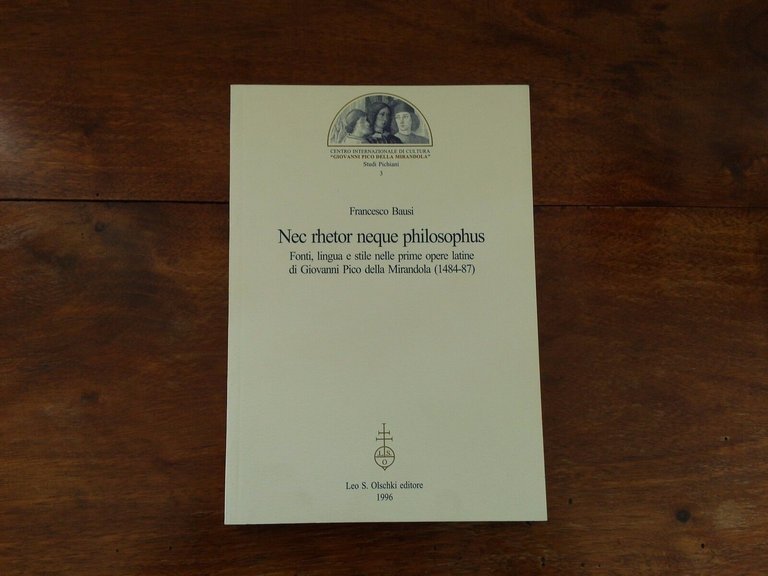 CENTRO INTERNAZIONALE DI CULTURA
"GIOVANNI PICO DELLA MIRANDOLA"
Studi Pichiani
3
Francesco Bausi
Nec rhetor neque philosophus
Fonti, lingua e stile nelle prime opere latine
di Giovanni Pico della Mirandola (1484-87)
L S
O
Leo S. Olschki editore
1996